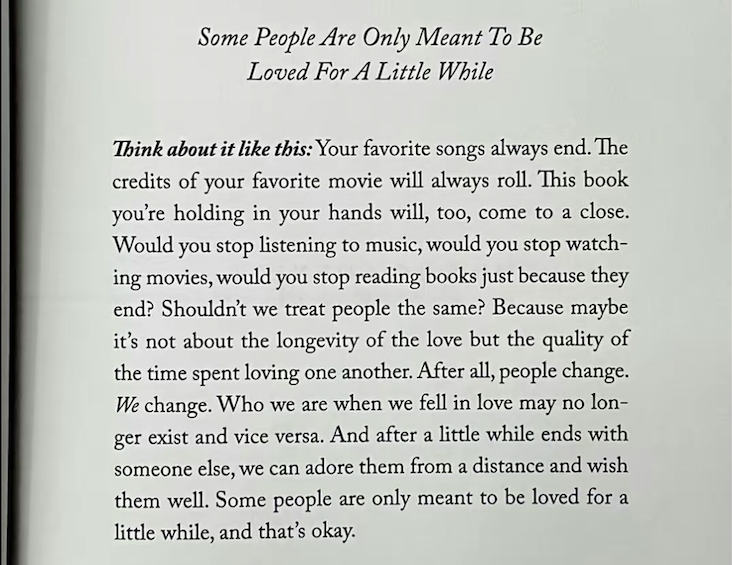 Some People Are Only Meant To Be
Loved For A Little While
Think about it like this: Your favorite songs always end. The
credits of your favorite movie will always roll. This book
you’re holding in your hands will, too, come to a close.
Would you stop listening to music, would you stop watch-
ing movies, would you stop reading books just because they
end? Shouldn’t we treat people the same? Because maybe
it’s not about the longevity of the love but the quality of
the time spent loving one another. After all, people change.
We change. Who we are when we fell in love may no lon-
ger exist and vice versa. And after a little while ends with
someone else, we can adore them from a distance and wish
them well. Some people are only meant to be loved for a
little while, and that’s okay.